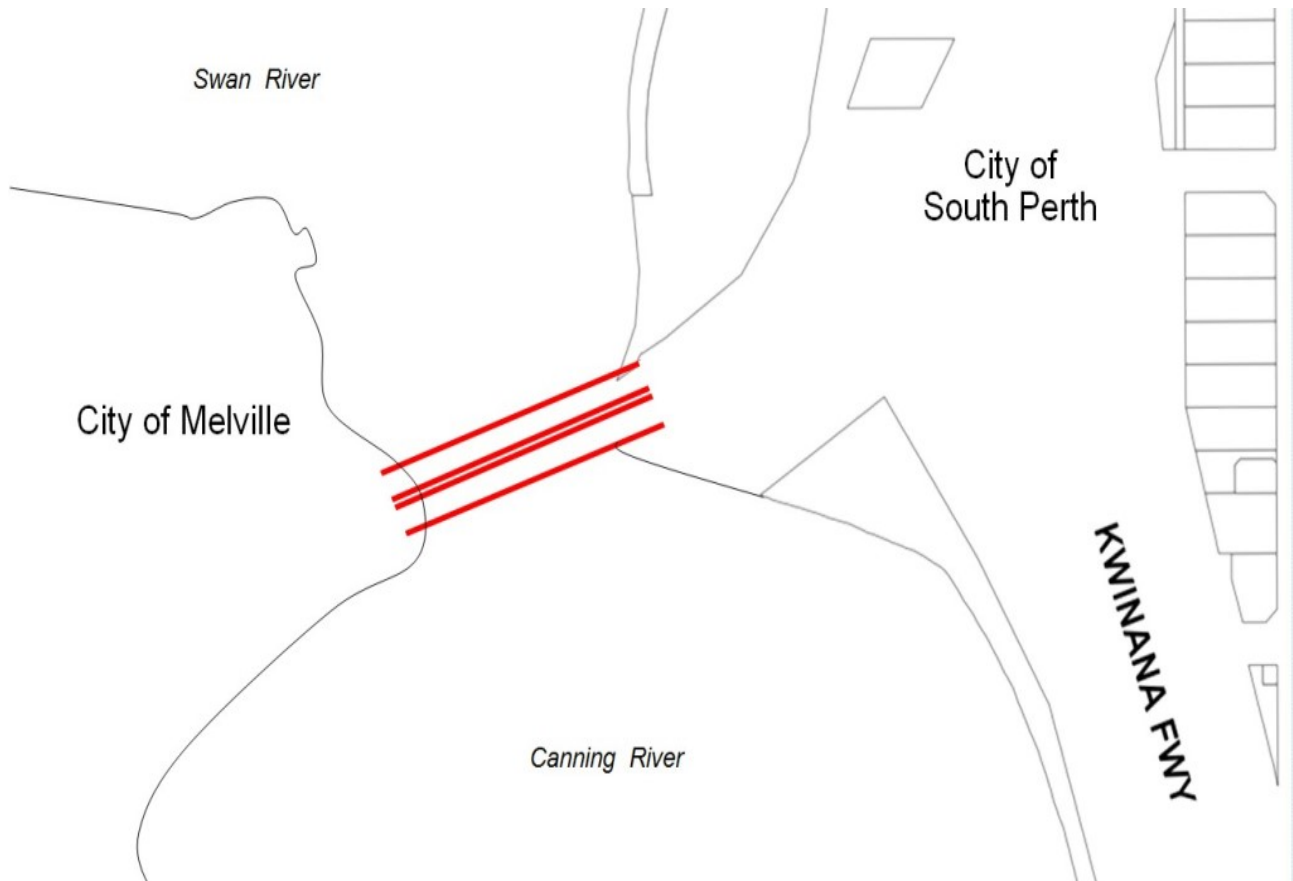 Swan River
City of
South Perth
City of Melville
KWINANA FWY
Canning River